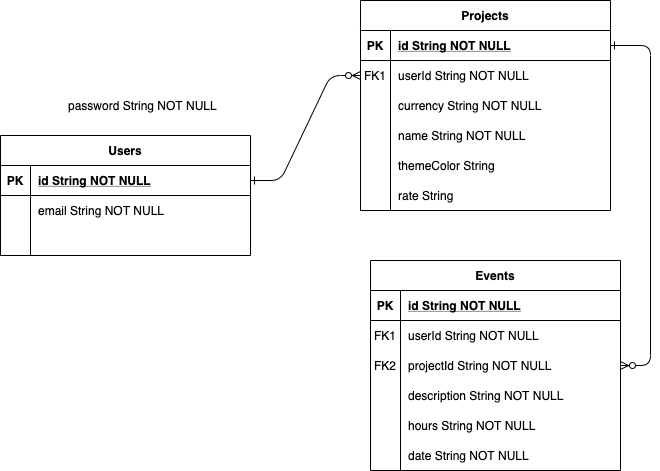 Projects
PK id String NOT NULL
FK1 userId String NOT NULL
currency String NOT NULL
name String NOT NULL
themeColor String
rate String
password String NOT NULL
Users
PK id String NOT NULL
email String NOT NULL
Events
PK id String NOT NULL
FK1 userId String NOT NULL
FK2 projectId String NOT NULL
description String NOT NULL
hours String NOT NULL
date String NOT NULL